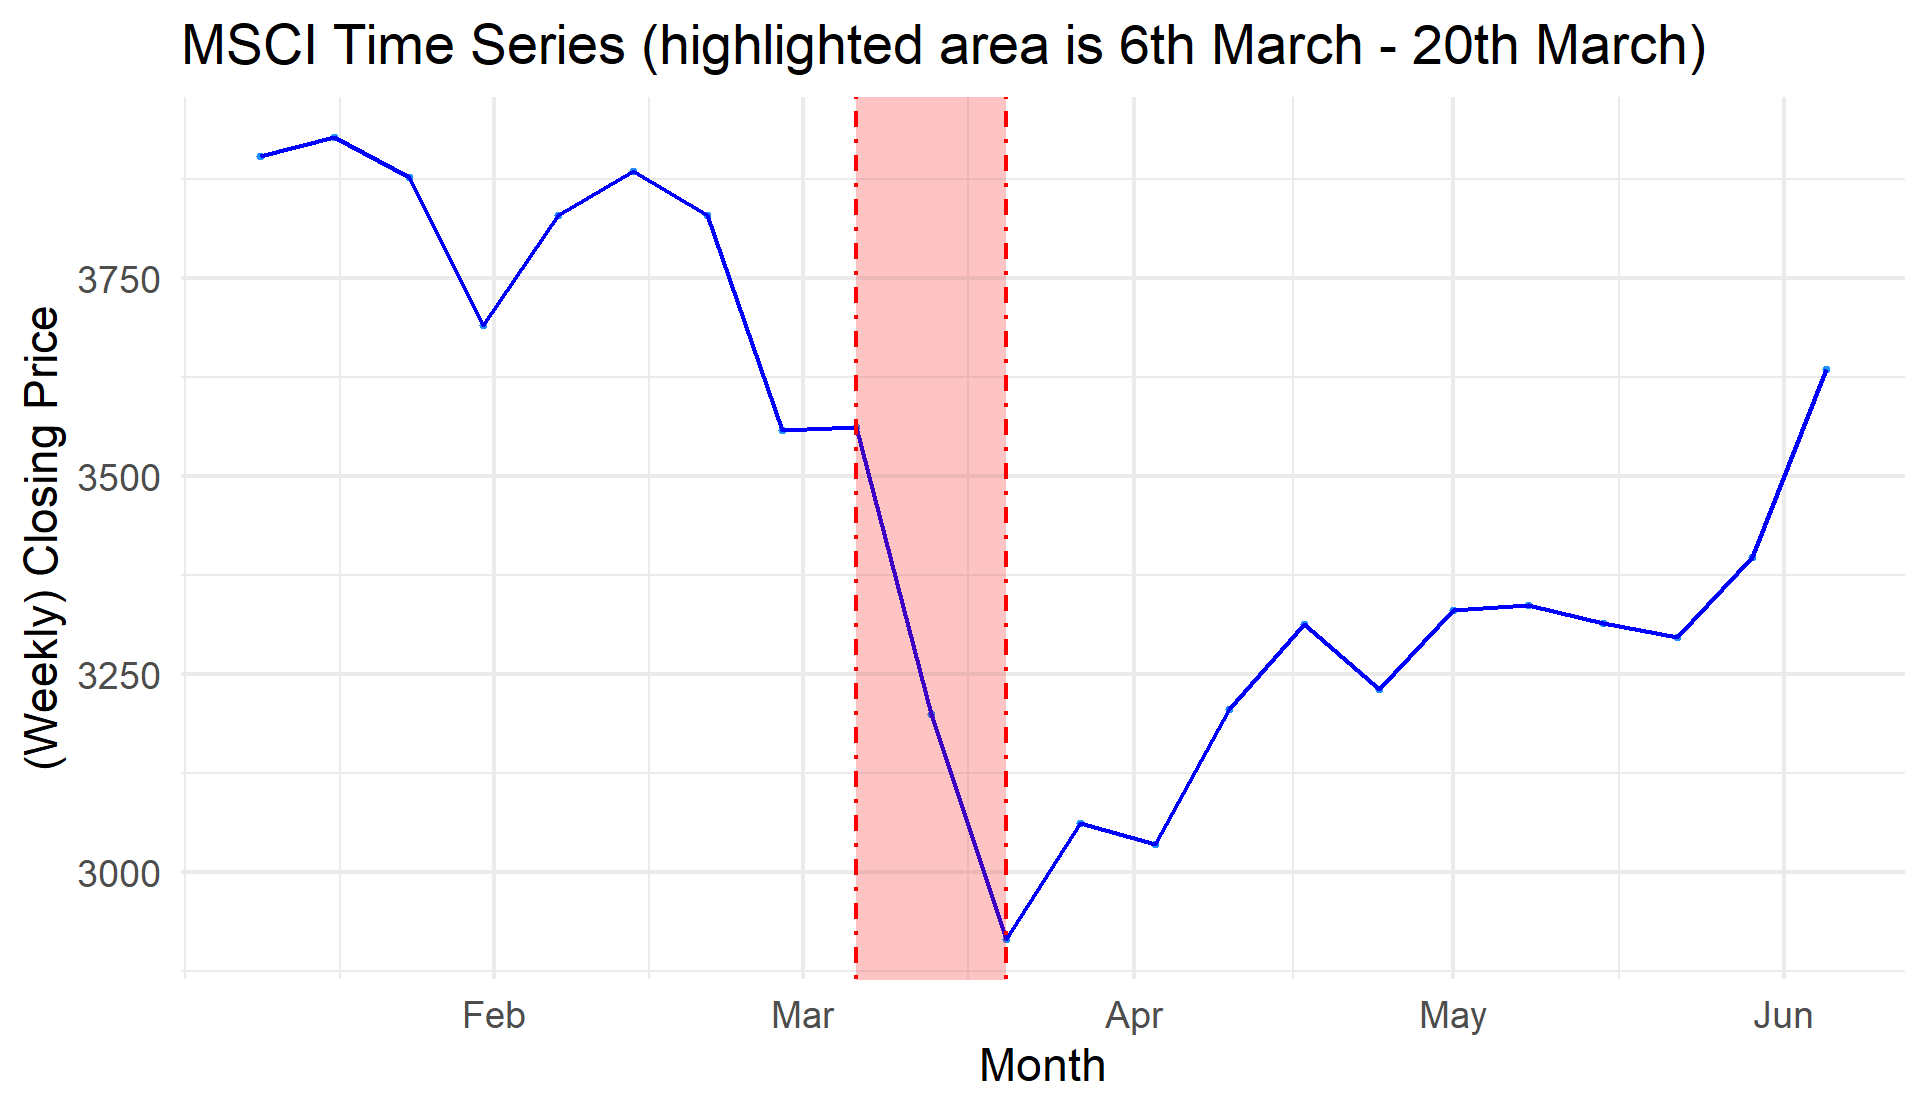 MSCI Time Series (highlighted area is 6th March - 20th March)
(Weekly) Closing Price
3750
3500
3250
3000
Feb
Mar
Apr
May
Jun
Month